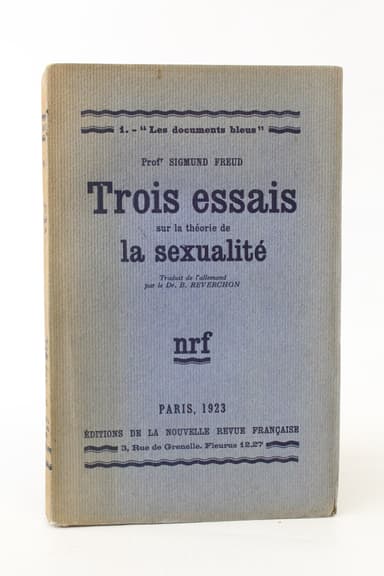 1. - "Les documents bleus"
Profr SIGMUND FREUD
Trois essais
sur la théorie de
la sexualité
Traduit de l'allemand
par le Dr. B. REVERCHON
nrf
PARIS, 1923
ÉDITIONS DE LA NOUVELLE REVUE FRANÇAISE
3, Rue de Grenelle. Fleurus 12.27